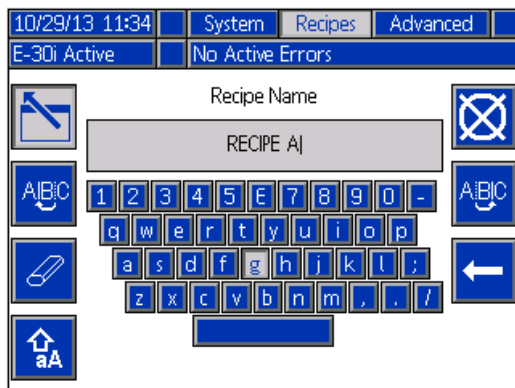 10/29/13 11:34 System Recipes Advanced
E-30i Active No Active Errors
Recipe Name
RECIPE A|
A|B|C
A|B|C
1 2 3 4 5 6 7 8 9 0 -
q w e r t y u i o p
a s d f g h j k l ;
z x c v b n m , . /
aA